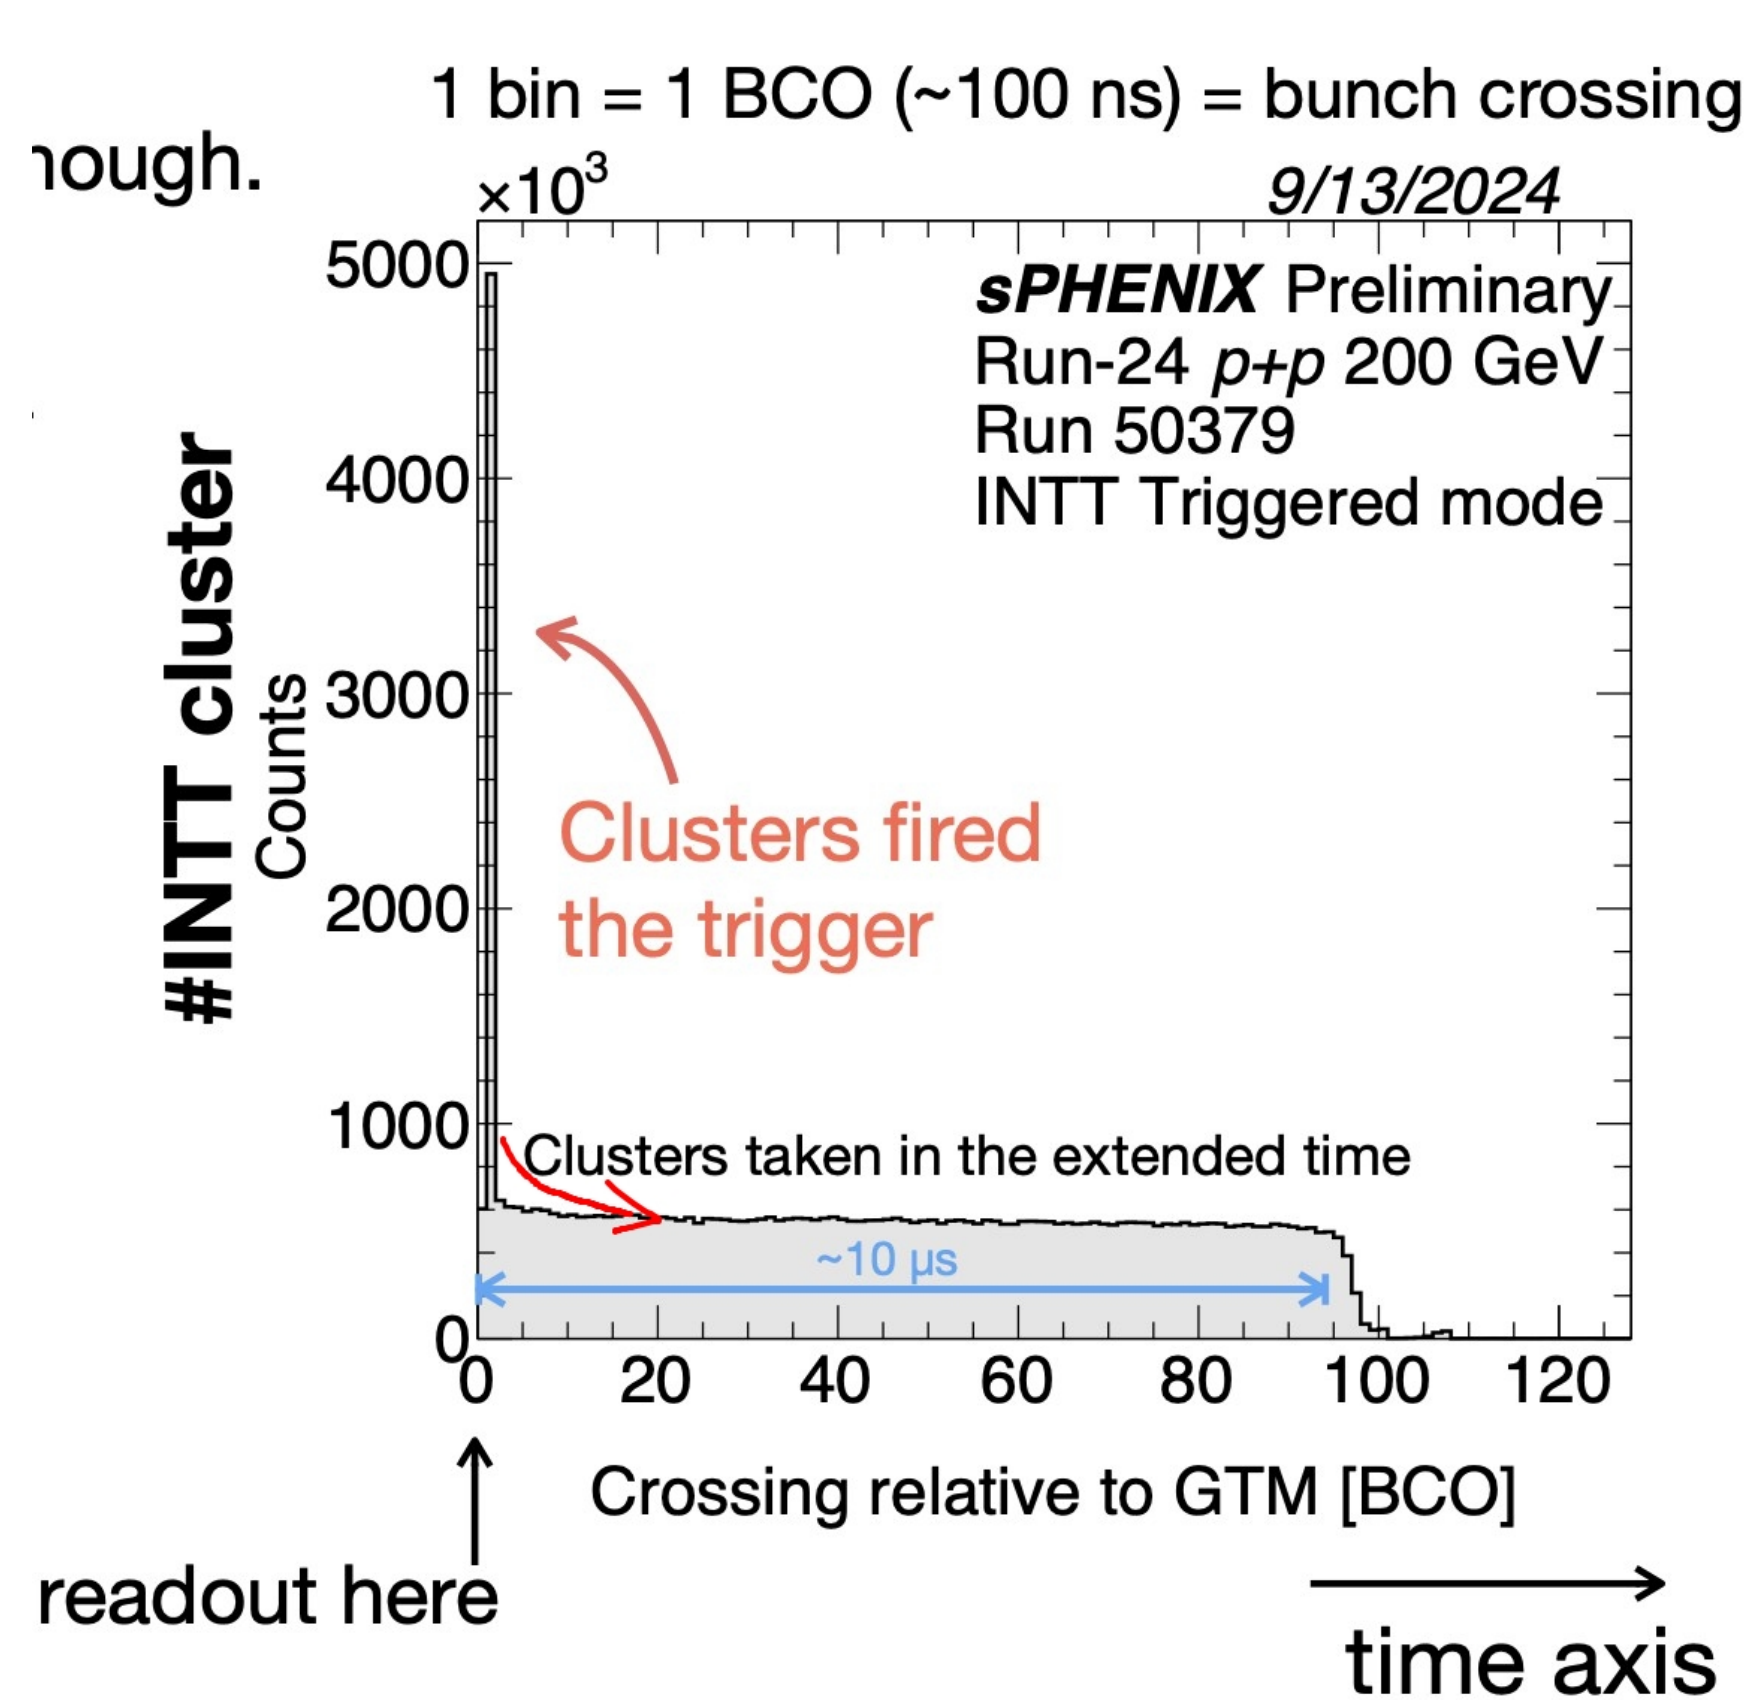 1 bin = 1 BCO (~100 ns) = bunch crossing
×10³
9/13/2024
5000
sPHENIX Preliminary
Run-24 p+p 200 GeV
Run 50379
4000
INTT Triggered mode
#INTT cluster
Counts
3000
Clusters fired
the trigger
2000
1000
Clusters taken in the extended time
~10 μs
0
0 20 40 60 80 100 120
Crossing relative to GTM [BCO]
readout here
time axis